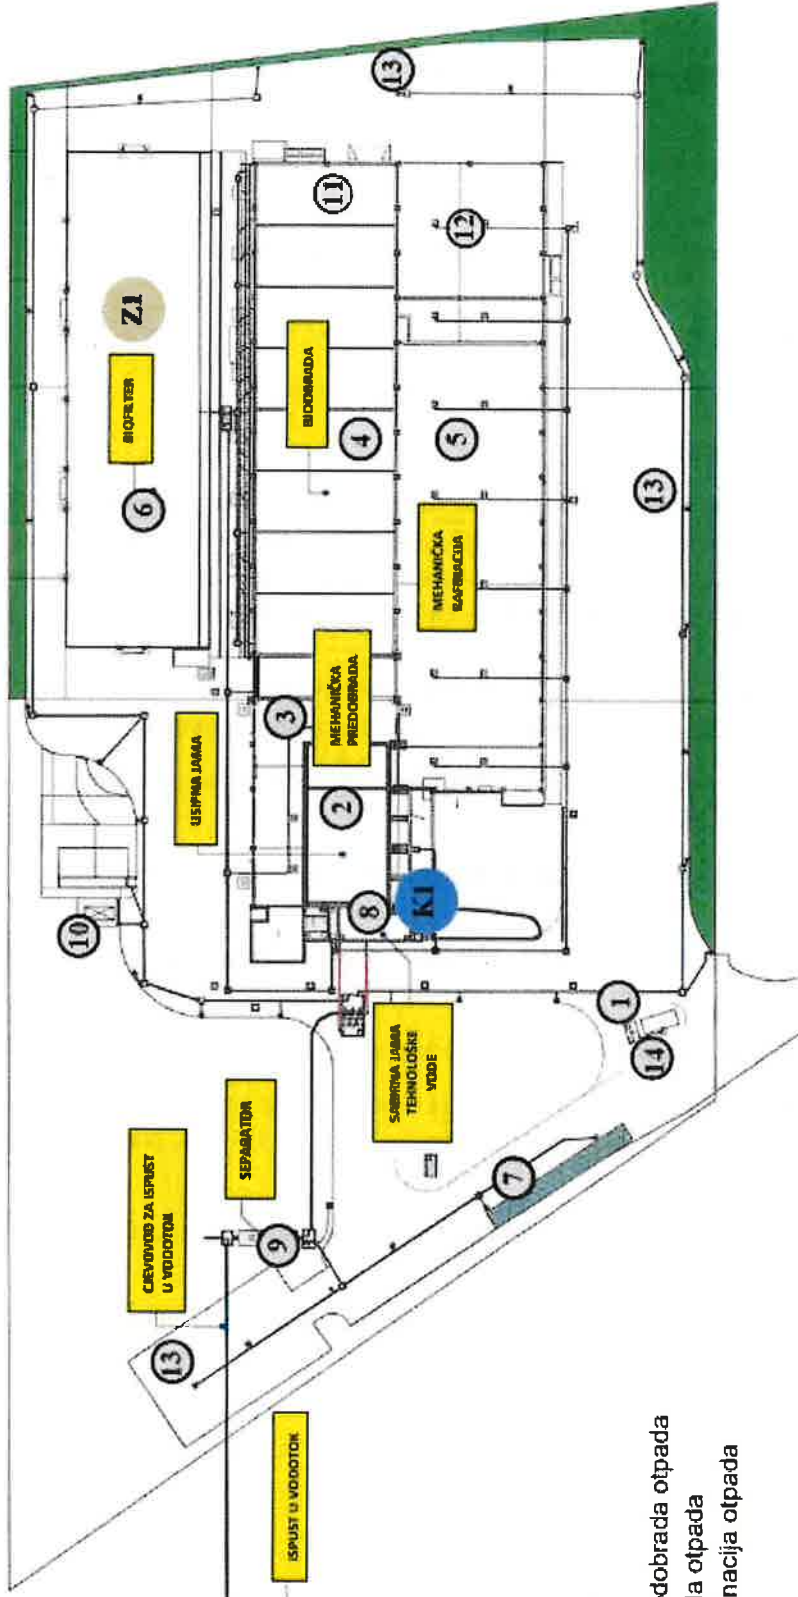 13
11
12
Z1
BIOFILTER
BIOOBRADA
6
4
5
13
MEHANIČKA
RAFINACIJA
MEHANIČKA
PREDOBRADA
3
USIPNA JAMA
2
10
8
K1
1
14
SABIRNA JAMA
TEHNOLOŠKE
VODE
SEPARATOR
7
9
CJEVOVOD ZA ISPUST
U VODOTOK
13
ISPUST U VODOTOK
dobrada otpada
la otpada
nacija otpada